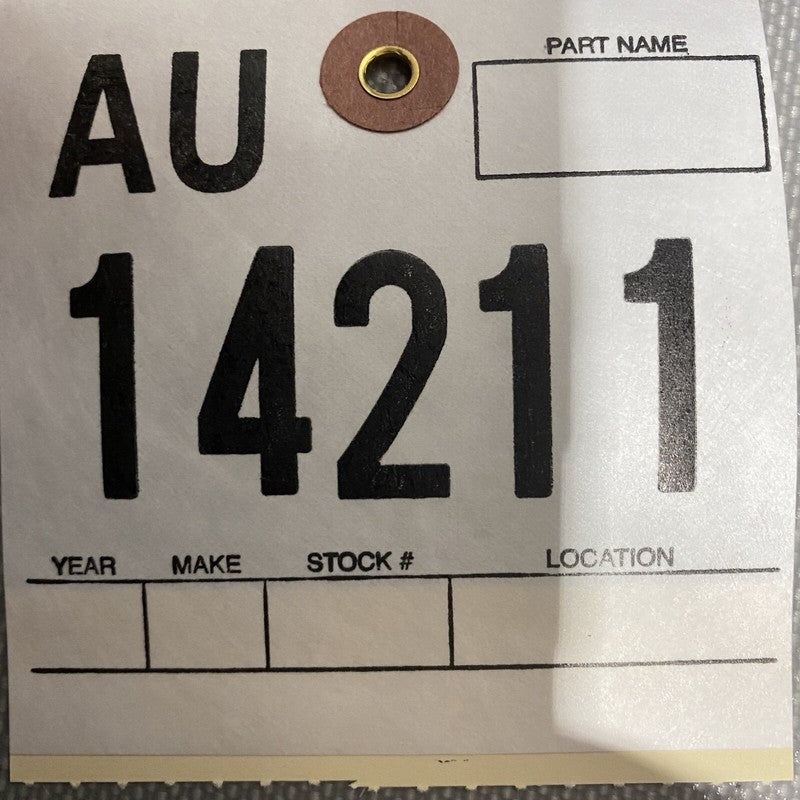 AU
PART NAME
14211
YEAR MAKE STOCK # LOCATION